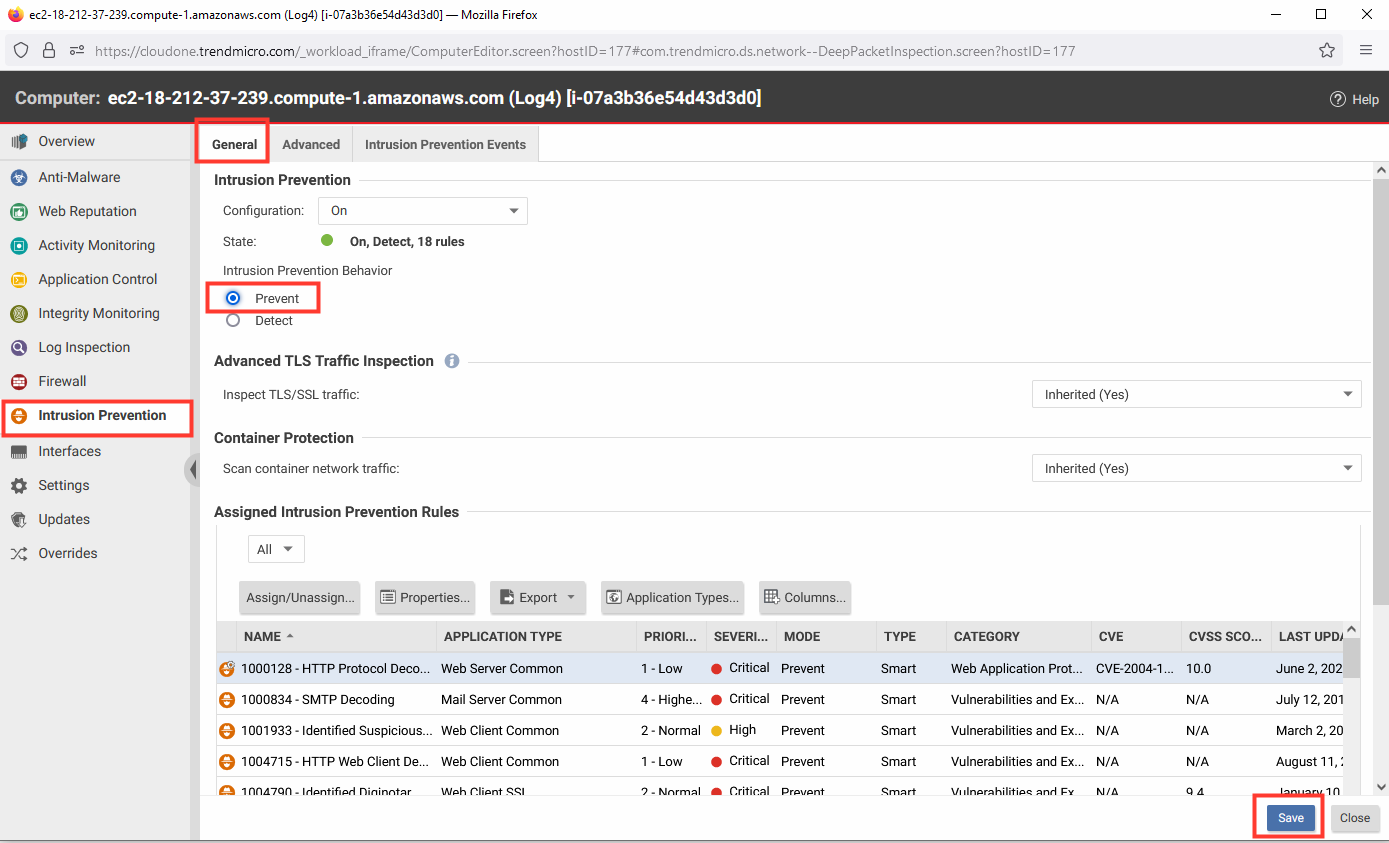 ec2-18-212-37-239.compute-1.amazonaws.com (Log4) [i-07a3b36e54d43d3d0] — Mozilla Firefox
https://cloudone.trendmicro.com/_workload_iframe/ComputerEditor.screen?hostID=177#com.trendmicro.ds.network--DeepPacketInspection.screen?hostID=177
Computer: ec2-18-212-37-239.compute-1.amazonaws.com (Log4) [i-07a3b36e54d43d3d0]
Help
Overview
Anti-Malware
Web Reputation
Activity Monitoring
Application Control
Integrity Monitoring
Log Inspection
Firewall
Intrusion Prevention
Interfaces
Settings
Updates
Overrides
General Advanced Intrusion Prevention Events
Intrusion Prevention
Configuration: On
State: On, Detect, 18 rules
Intrusion Prevention Behavior
Prevent
Detect
Advanced TLS Traffic Inspection
Inspect TLS/SSL traffic: Inherited (Yes)
Container Protection
Scan container network traffic: Inherited (Yes)
Assigned Intrusion Prevention Rules
All
Assign/Unassign... Properties... Export Application Types... Columns...
NAME APPLICATION TYPE PRIORI... SEVERI... MODE TYPE CATEGORY CVE CVSS SCO... LAST UPDA
1000128 - HTTP Protocol Deco... Web Server Common 1 - Low Critical Prevent Smart Web Application Prot... CVE-2004-1... 10.0 June 2, 202
1000834 - SMTP Decoding Mail Server Common 4 - Highe... Critical Prevent Smart Vulnerabilities and Ex... N/A N/A July 12, 201
1001933 - Identified Suspicious... Web Client Common 2 - Normal High Prevent Smart Vulnerabilities and Ex... N/A N/A March 2, 20
1004715 - HTTP Web Client De... Web Client Common 1 - Low Critical Prevent Smart Vulnerabilities and Ex... N/A N/A August 11, 2
1004790 - Identified Diginotar Web Client SSL 2 - Normal Critical Prevent Smart Vulnerabilities and Ex... N/A 9.4 January 10
Save Close